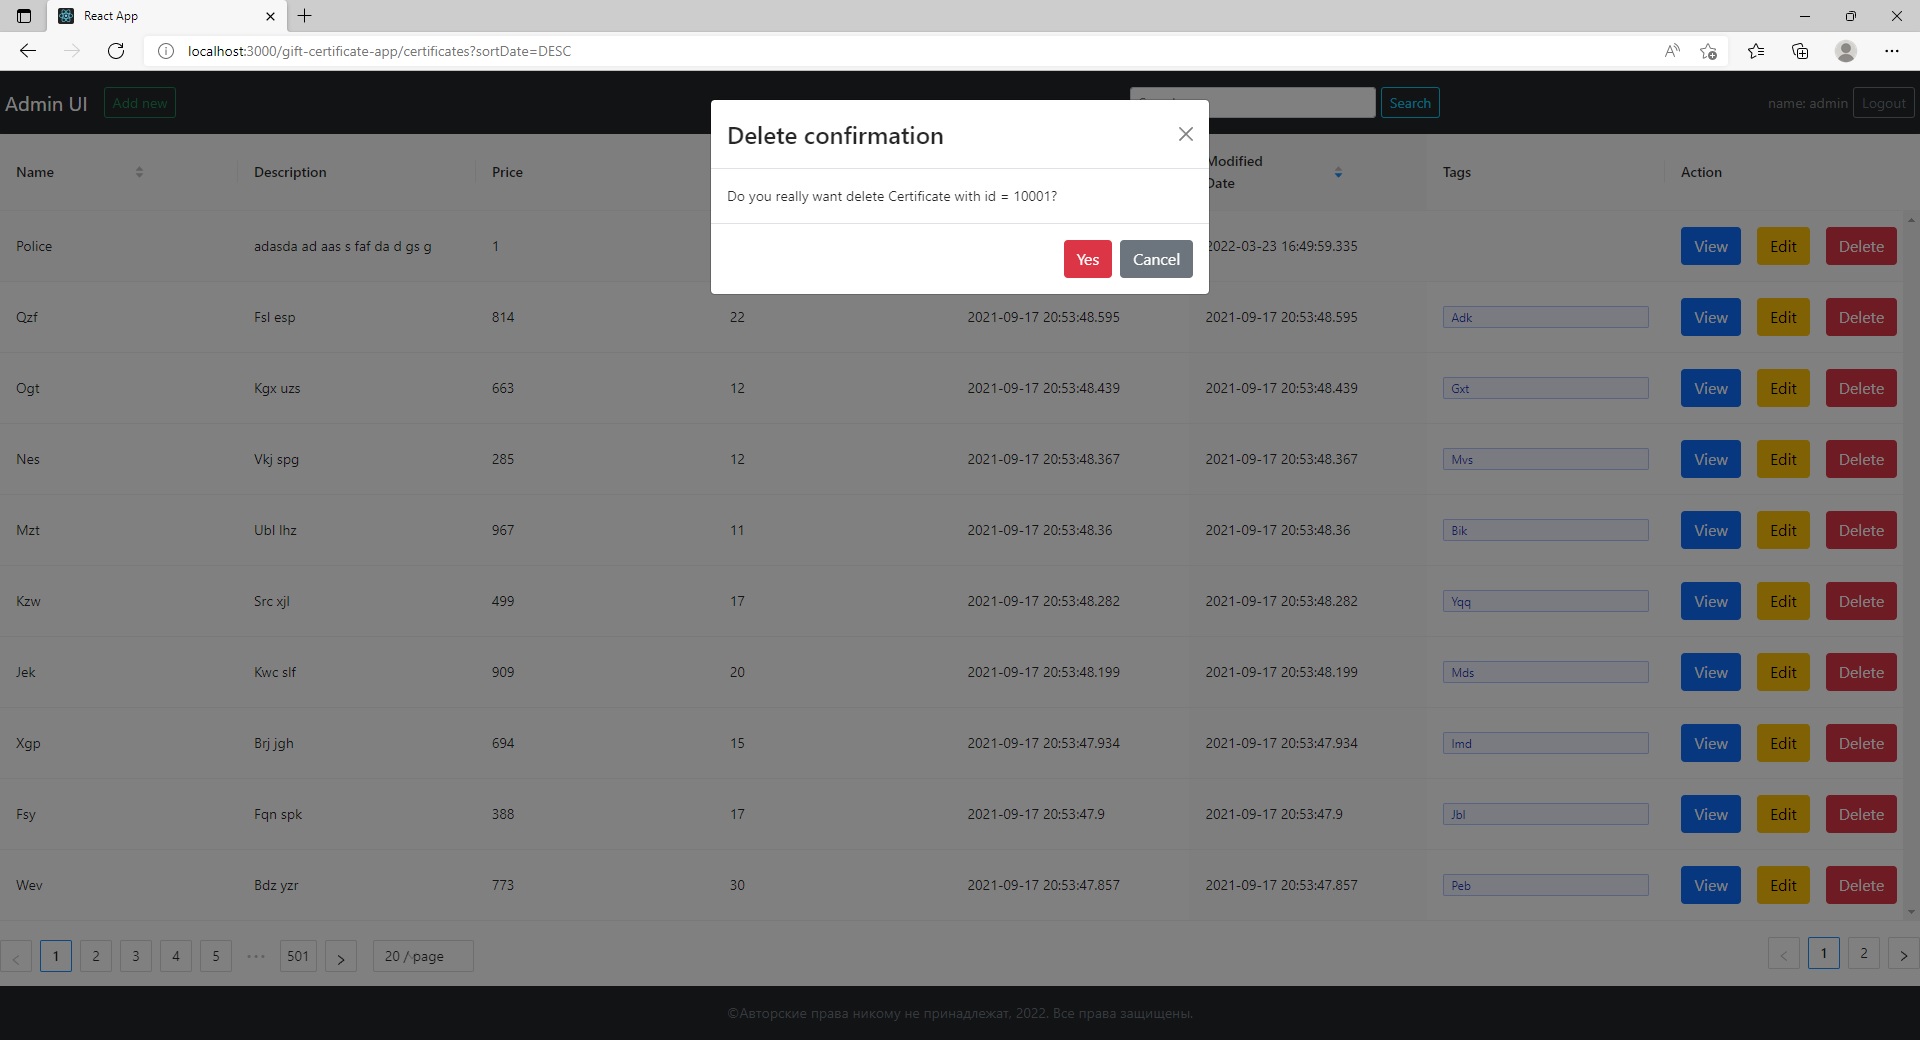 React App
localhost:3000/gift-certificate-app/certificates?sortDate=DESC
Admin UI Add new Search name: admin Logout
Delete confirmation
Do you really want delete Certificate with id = 10001?
Yes Cancel
Name Description Price Modified Date Tags Action
Police adasda ad aas s faf da d gs g 1 2022-03-23 16:49:59.335 View Edit Delete
Qzf Fsl esp 814 22 2021-09-17 20:53:48.595 2021-09-17 20:53:48.595 Adk View Edit Delete
Ogt Kgx uzs 663 12 2021-09-17 20:53:48.439 2021-09-17 20:53:48.439 Gxt View Edit Delete
Nes Vkj spg 285 12 2021-09-17 20:53:48.367 2021-09-17 20:53:48.367 Mvs View Edit Delete
Mzt Ubl lhz 967 11 2021-09-17 20:53:48.36 2021-09-17 20:53:48.36 Bik View Edit Delete
Kzw Src xjl 499 17 2021-09-17 20:53:48.282 2021-09-17 20:53:48.282 Yqq View Edit Delete
Jek Kwc slf 909 20 2021-09-17 20:53:48.199 2021-09-17 20:53:48.199 Mds View Edit Delete
Xgp Brj jgh 694 15 2021-09-17 20:53:47.934 2021-09-17 20:53:47.934 Imd View Edit Delete
Fsy Fqn spk 388 17 2021-09-17 20:53:47.9 2021-09-17 20:53:47.9 Jbl View Edit Delete
Wev Bdz yzr 773 30 2021-09-17 20:53:47.857 2021-09-17 20:53:47.857 Peb View Edit Delete
< 1 2 3 4 5 ••• 501 > 20 / page < 1 2 >
©Авторские права никому не принадлежат, 2022. Все права защищены.